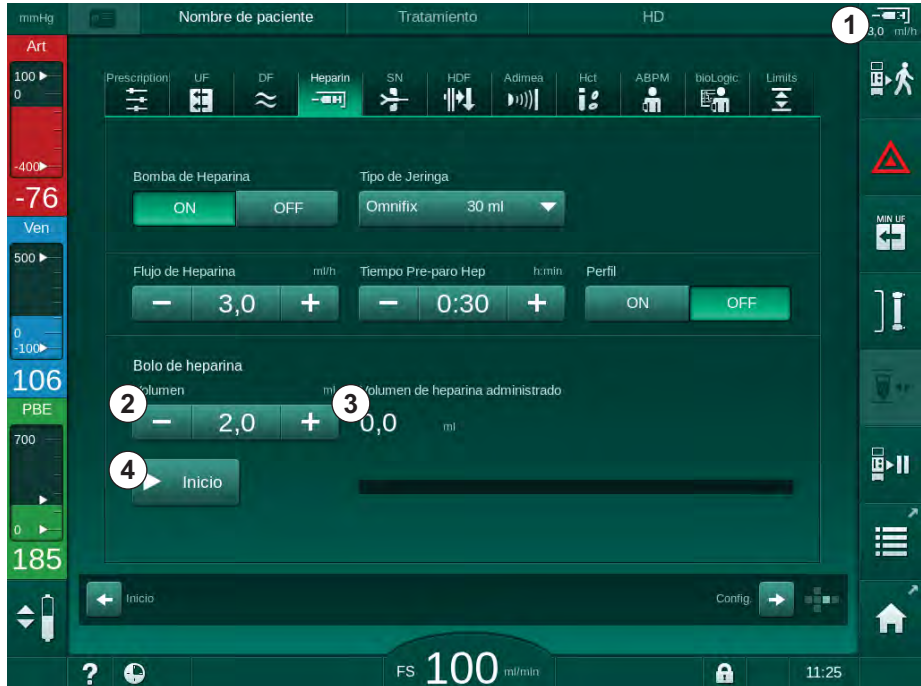 mmHg Nombre de paciente Tratamiento HD 1
3,0 ml/h
Art
100
0
-400
-76
Ven
500
0
-100
106
PBE
700
0
185
Prescription UF DF Heparin SN HDF Adimea Hct ABPM bioLogic Limits
Bomba de Heparina Tipo de Jeringa
ON OFF Omnifix 30 ml
Flujo de Heparina ml/h Tiempo Pre-paro Hep h:min Perfil
− 3,0 + − 0:30 + ON OFF
Bolo de heparina
Volumen ml Volumen de heparina administrado
2 − 2,0 + 3 0,0 ml
4 Inicio
Inicio Config.
MIN UF
? FS 100 ml/min 11:25